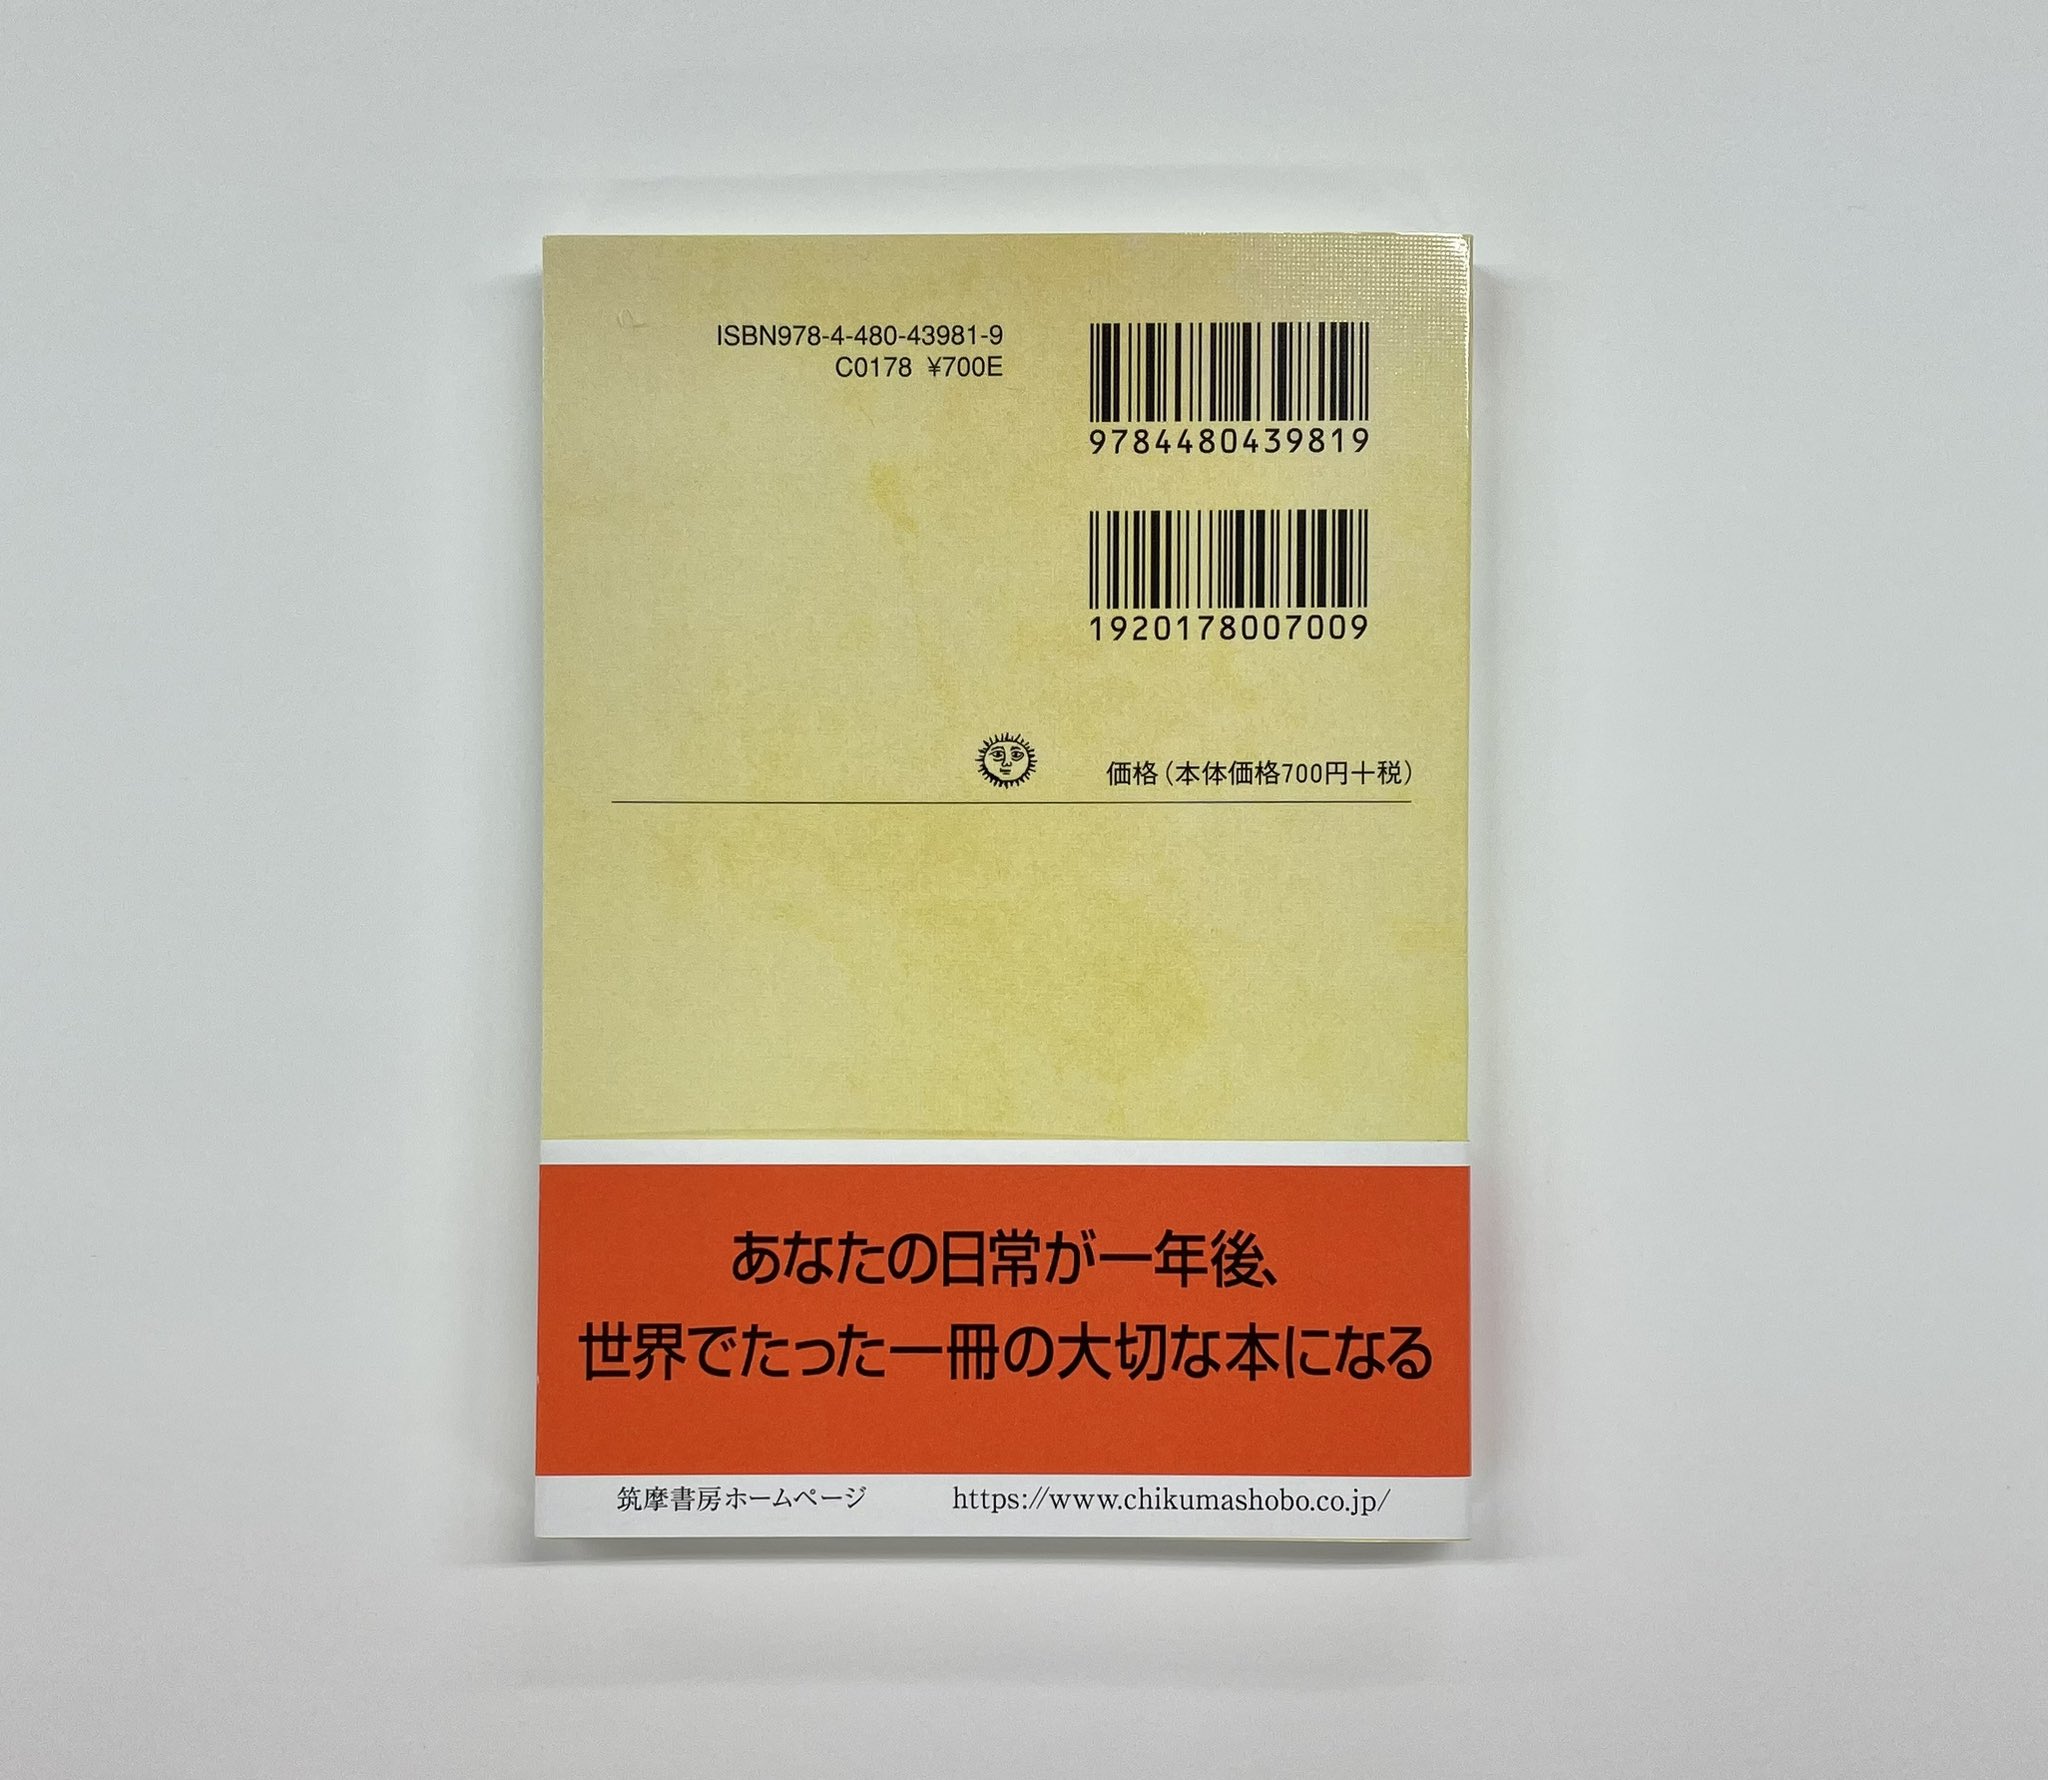 ISBN978-4-480-43981-9
C0178 ¥700E
9784480439819
1920178007009
価格(本体価格700円+税)
あなたの日常が一年後、
世界でたった一冊の大切な本になる
筑摩書房ホームページ https://www.chikumashobo.co.jp/